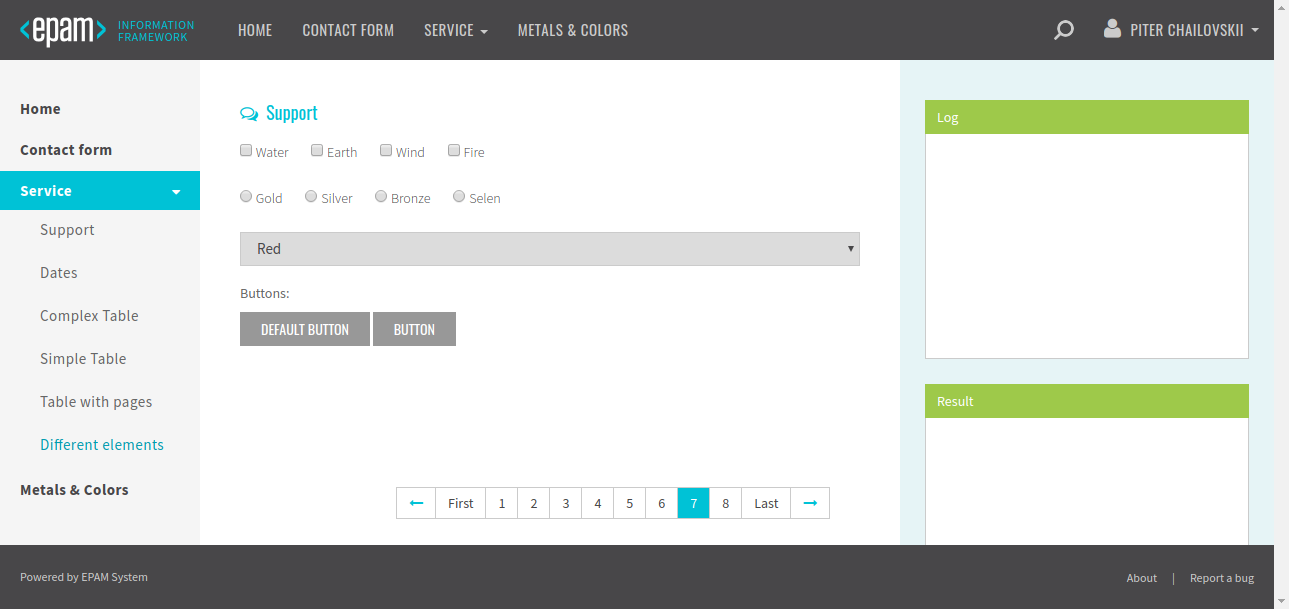 <epam> INFORMATION
FRAMEWORK
HOME CONTACT FORM SERVICE METALS & COLORS
PITER CHAILOVSKII
Home
Contact form
Service
Support
Dates
Complex Table
Simple Table
Table with pages
Different elements
Metals & Colors
Support
Water Earth Wind Fire
Gold Silver Bronze Selen
Red
Buttons:
DEFAULT BUTTON BUTTON
First 1 2 3 4 5 6 7 8 Last
Log
Result
Powered by EPAM System
About | Report a bug